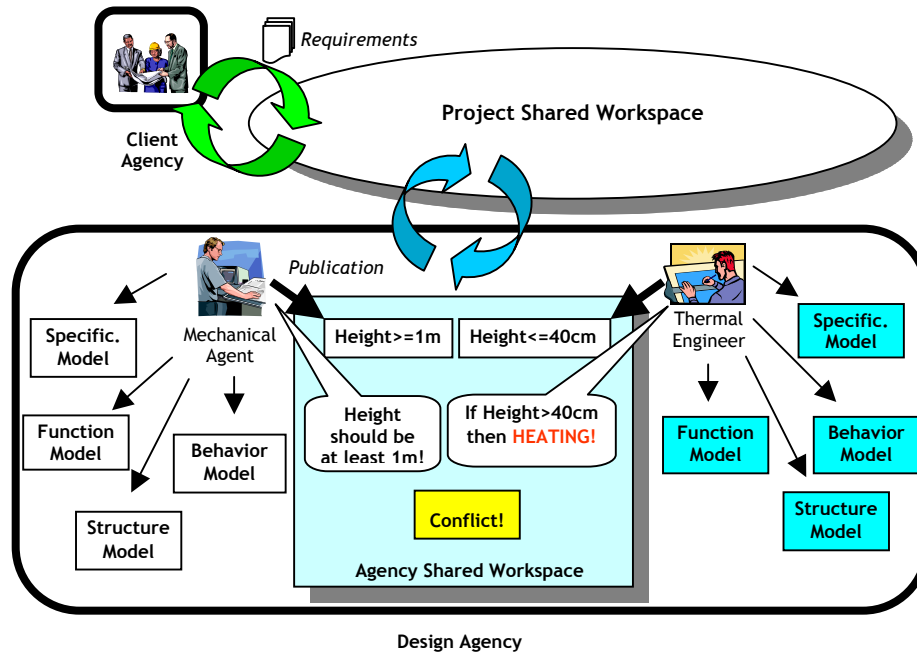 Requirements
Project Shared Workspace
Client
Agency
Publication
Mechanical
Agent
Thermal
Engineer
Specific.
Model
Function
Model
Behavior
Model
Structure
Model
Height>=1m
Height<=40cm
Height
should be
at least 1m!
If Height>40cm
then HEATING!
Conflict!
Agency Shared Workspace
Specific.
Model
Function
Model
Behavior
Model
Structure
Model
Design Agency